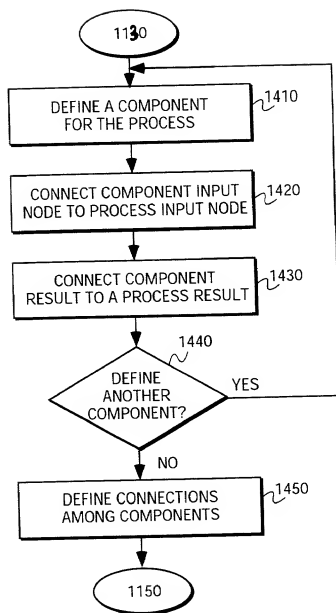 1130
DEFINE A COMPONENT
FOR THE PROCESS
1410
CONNECT COMPONENT INPUT
NODE TO PROCESS INPUT NODE
1420
CONNECT COMPONENT
RESULT TO A PROCESS RESULT
1430
1440
DEFINE
ANOTHER
COMPONENT?
YES
NO
DEFINE CONNECTIONS
AMONG COMPONENTS
1450
1150